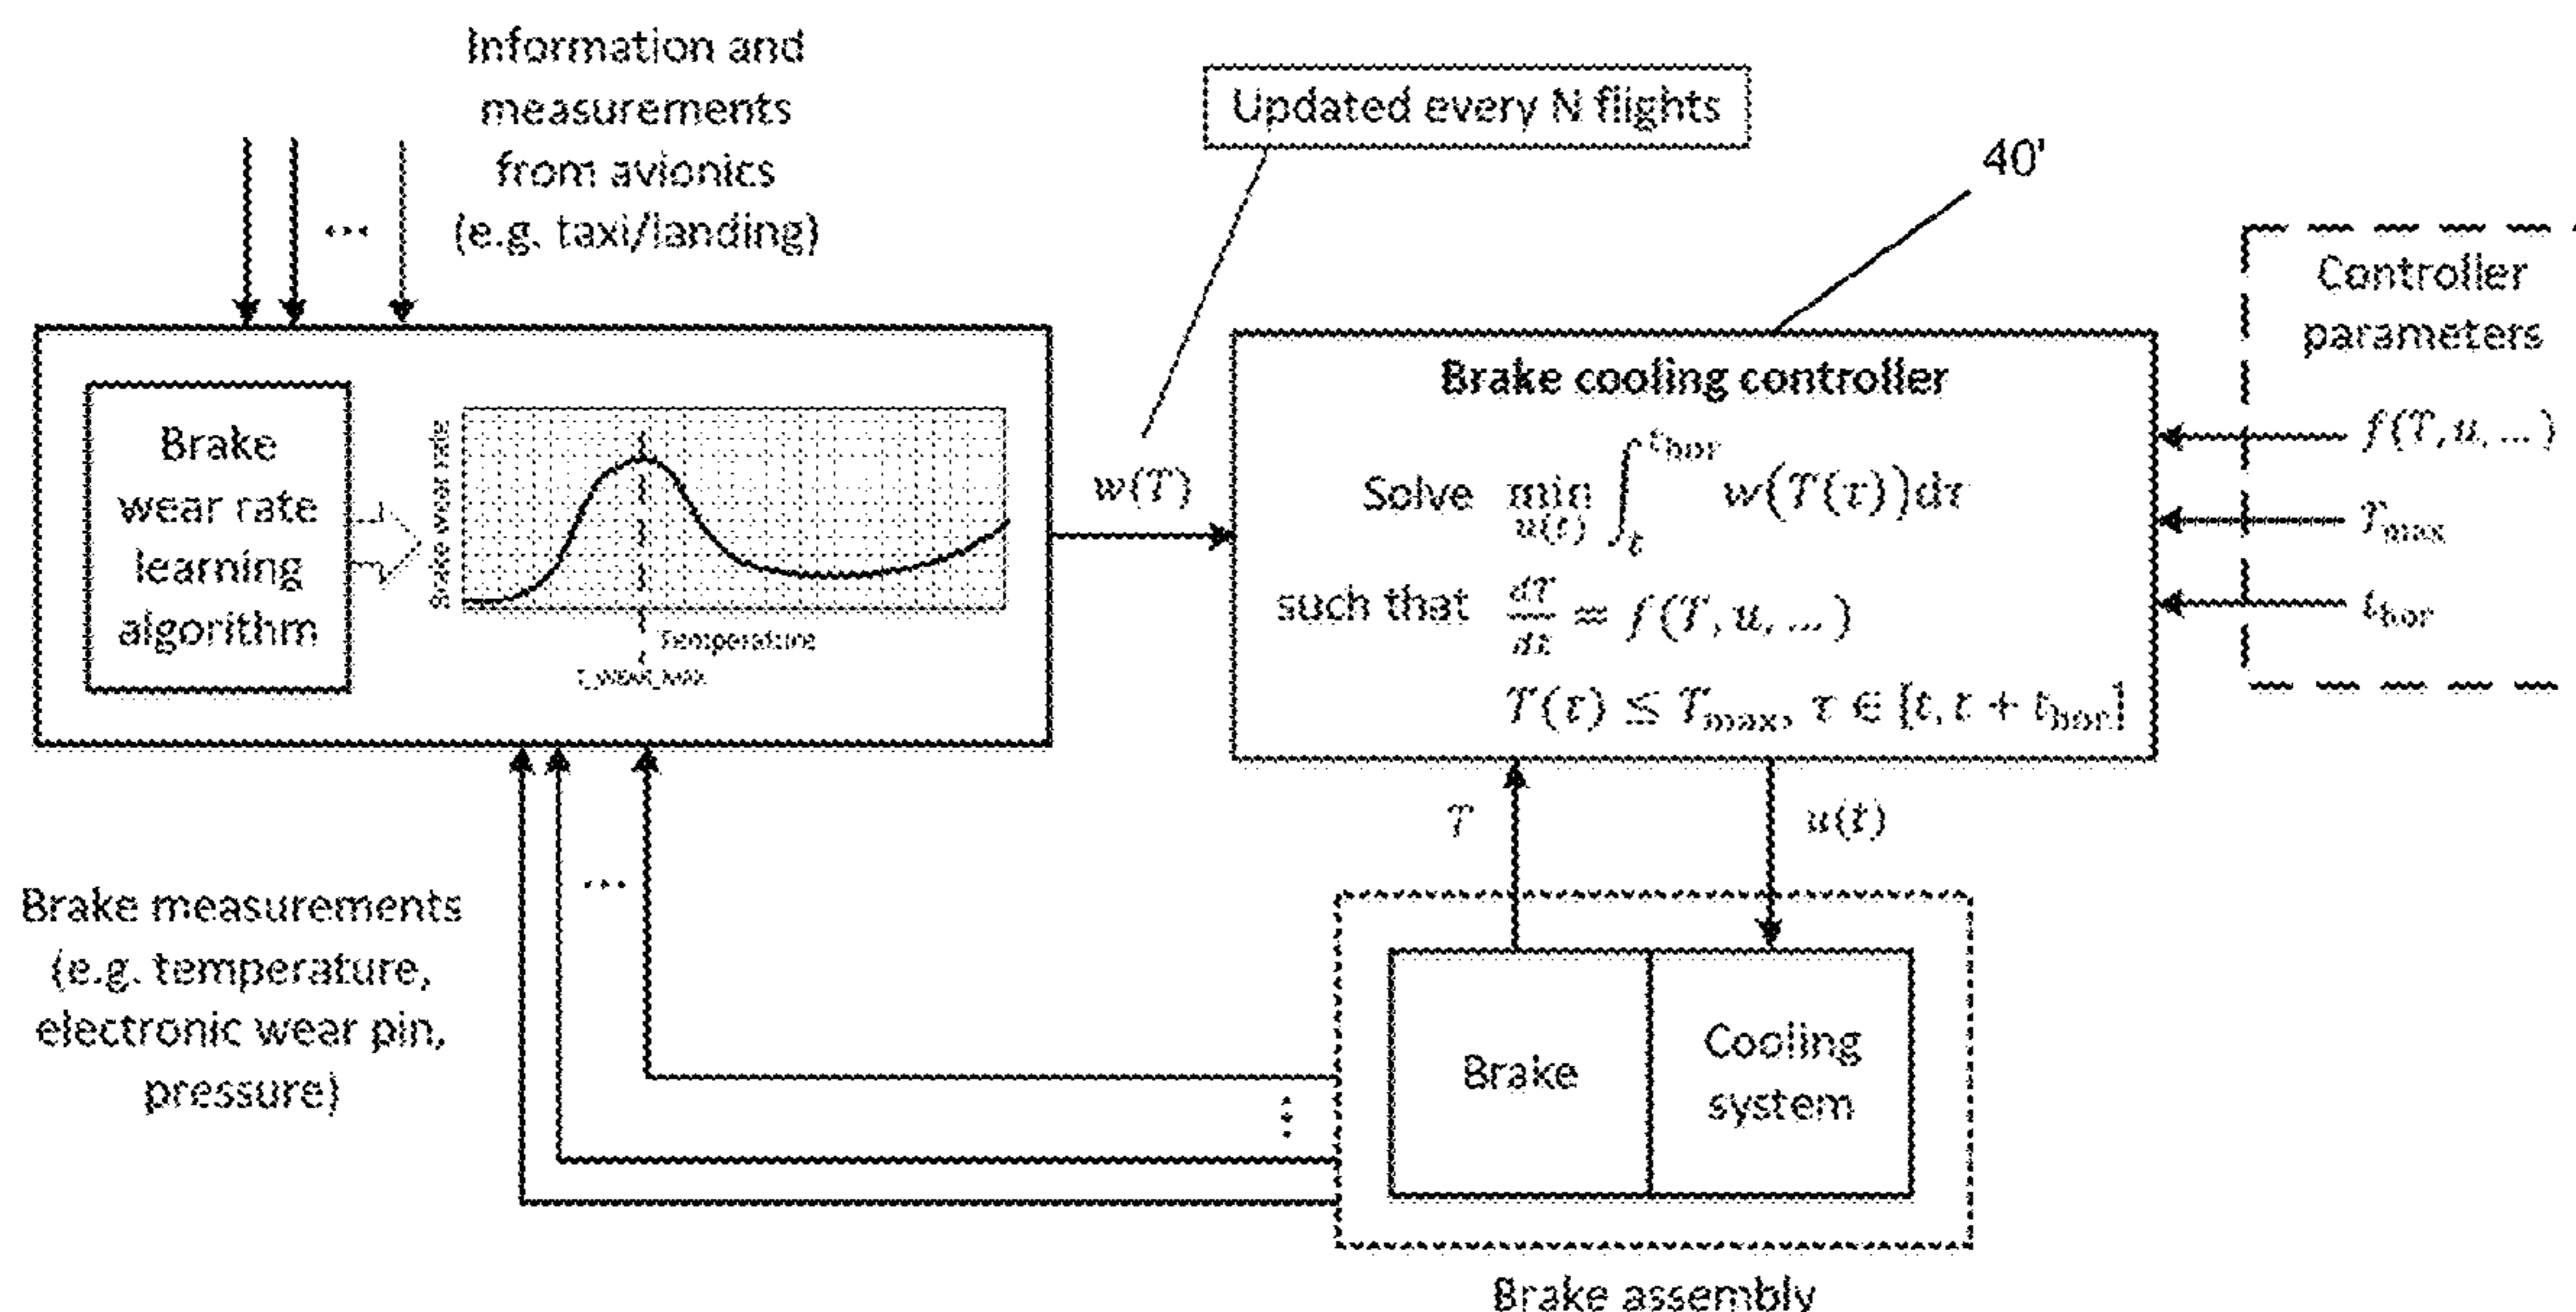 Information and
measurements
from avionics
(e.g. taxi/landing)
...
Updated every N flights
40'
Controller
parameters
f(T, u, ... )
T_max
t_hor
Brake
wear rate
learning
algorithm
Brake wear rate
Temperature
T_WEAR_MAX
w(T)
Brake cooling controller
Solve min_{u(t)} ∫_t^{t_hor} w(T(τ))dτ
such that dT/dt = f(T, u, ... )
T(τ) ≤ T_max, τ ∈ [t, t + t_hor]
T
u(t)
...
Brake measurements
(e.g. temperature,
electronic wear pin,
pressure)
Brake
Cooling
system
Brake assembly